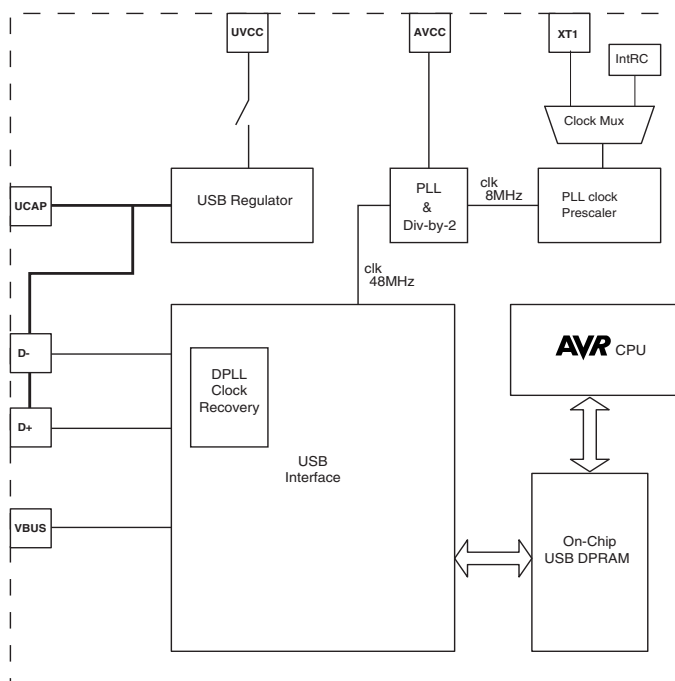 UVCC
AVCC
XT1
IntRC
Clock Mux
UCAP
USB Regulator
PLL
&
Div-by-2
clk
8MHz
PLL clock
Prescaler
clk
48MHz
D-
DPLL
Clock
Recovery
AVR CPU
D+
USB
Interface
VBUS
On-Chip
USB DPRAM